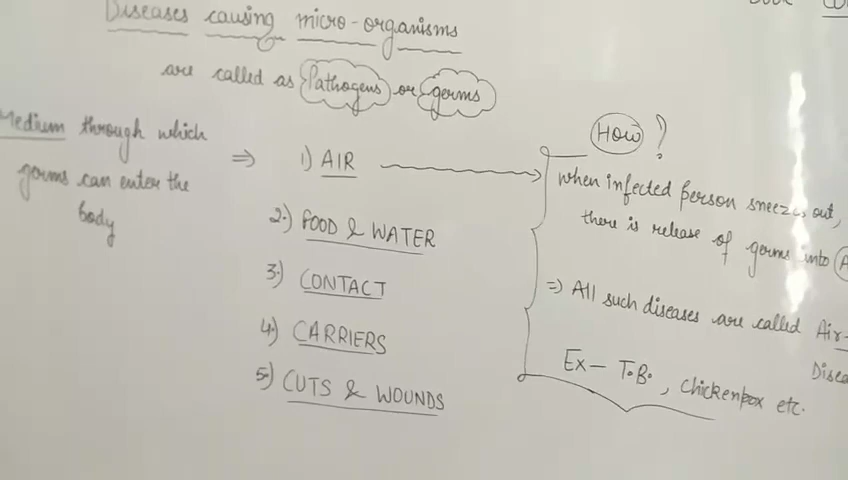 Diseases causing micro-organisms
are called as Pathogens or germs
Medium through which
germs can enter the
body
⇒ 1) AIR
2.) FOOD & WATER
3.) CONTACT
4.) CARRIERS
5.) CUTS & WOUNDS
How ?
When infected person sneezes out,
there is release of germs into
⇒ All such diseases are called Air-
Disea
Ex - T.B., Chickenpox etc.